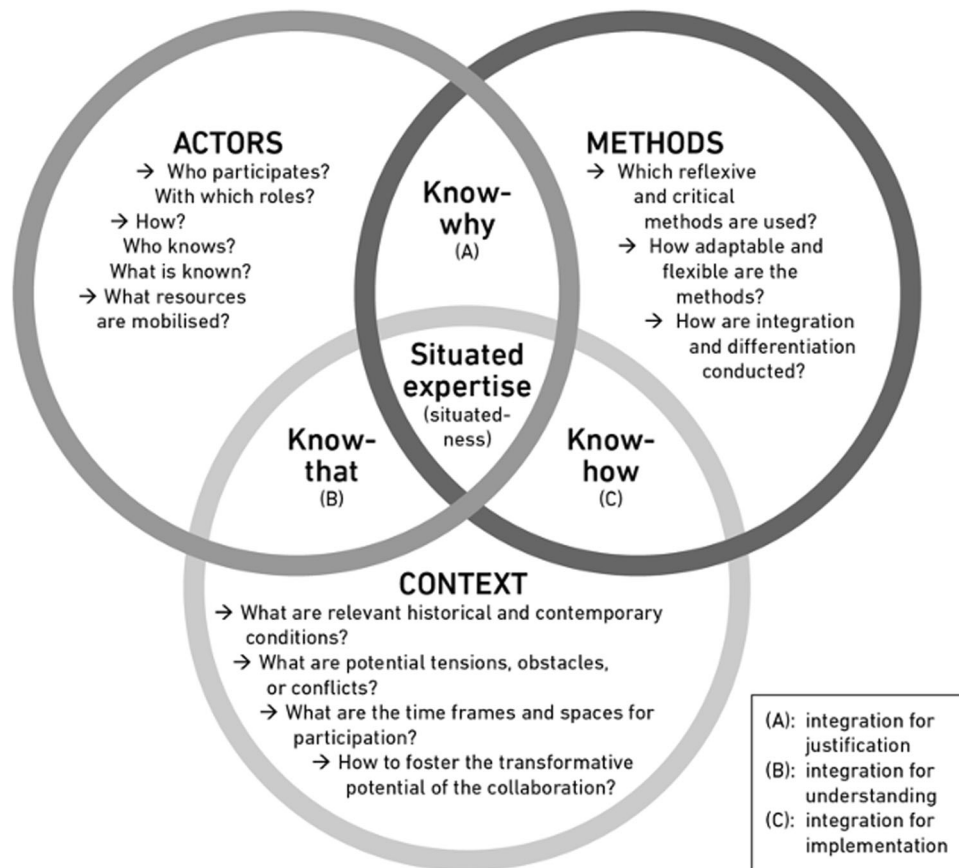 ACTORS
→ Who participates?
With which roles?
→ How?
Who knows?
What is known?
→ What resources
are mobilised?
METHODS
→ Which reflexive
and critical
methods are used?
→ How adaptable and
flexible are the
methods?
→ How are integration
and differentiation
conducted?
Know-
why
(A)
Situated
expertise
(situated-
ness)
Know-
that
(B)
Know-
how
(C)
CONTEXT
→ What are relevant historical and contemporary
conditions?
→ What are potential tensions, obstacles,
or conflicts?
→ What are the time frames and spaces for
participation?
→ How to foster the transformative
potential of the collaboration?
(A): integration for
justification
(B): integration for
understanding
(C): integration for
implementation